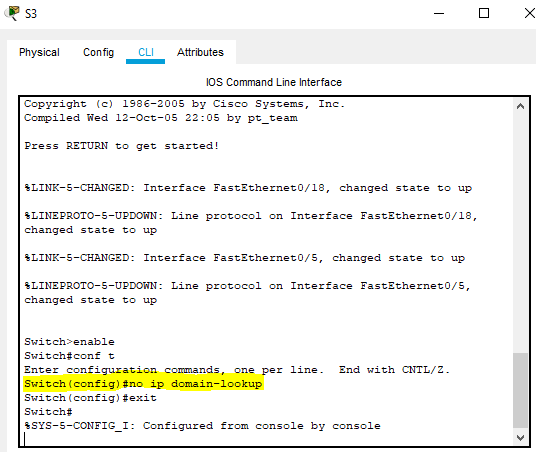 S3
Physical Config CLI Attributes
IOS Command Line Interface
Copyright (c) 1986-2005 by Cisco Systems, Inc.
Compiled Wed 12-Oct-05 22:05 by pt_team
Press RETURN to get started!
%LINK-5-CHANGED: Interface FastEthernet0/18, changed state to up
%LINEPROTO-5-UPDOWN: Line protocol on Interface FastEthernet0/18,
changed state to up
%LINK-5-CHANGED: Interface FastEthernet0/5, changed state to up
%LINEPROTO-5-UPDOWN: Line protocol on Interface FastEthernet0/5,
changed state to up
Switch>enable
Switch#conf t
Enter configuration commands, one per line.  End with CNTL/Z.
Switch(config)#no ip domain-lookup
Switch(config)#exit
Switch#
%SYS-5-CONFIG_I: Configured from console by console